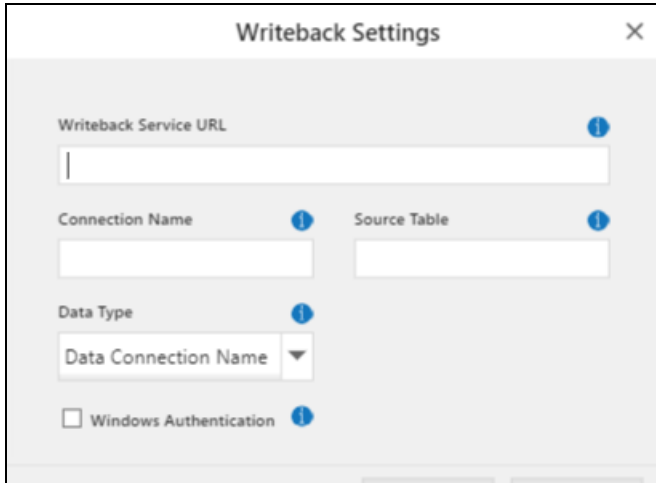 Writeback Settings
Writeback Service URL
Connection Name
Source Table
Data Type
Data Connection Name
Windows Authentication